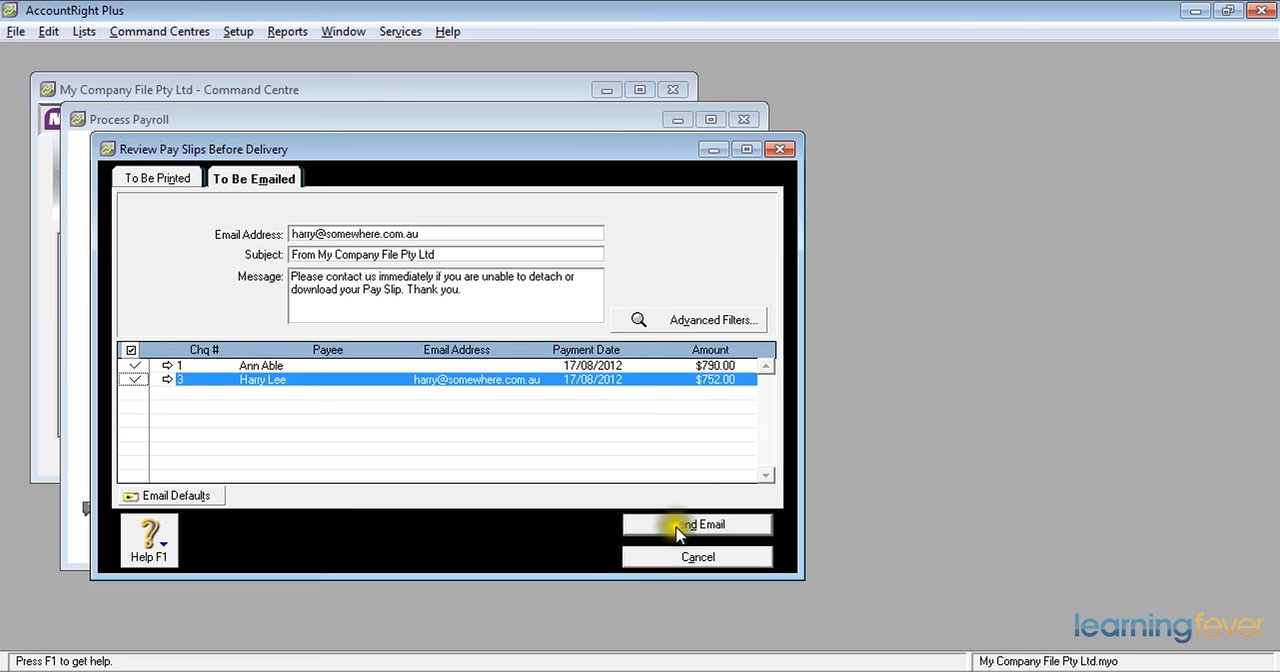 AccountRight Plus
File Edit Lists Command Centres Setup Reports Window Services Help
My Company File Pty Ltd - Command Centre
Process Payroll
Review Pay Slips Before Delivery
To Be Printed To Be Emailed
Email Address: harry@somewhere.com.au
Subject: From My Company File Pty Ltd
Message: Please contact us immediately if you are unable to detach or
download your Pay Slip. Thank you.
Advanced Filters...
Chq # Payee Email Address Payment Date Amount
1 Ann Able 17/08/2012 $790.00
3 Harry Lee harry@somewhere.com.au 17/08/2012 $752.00
Email Defaults
Send Email
Help F1
Cancel
learningfever
Press F1 to get help. My Company File Pty Ltd.myo